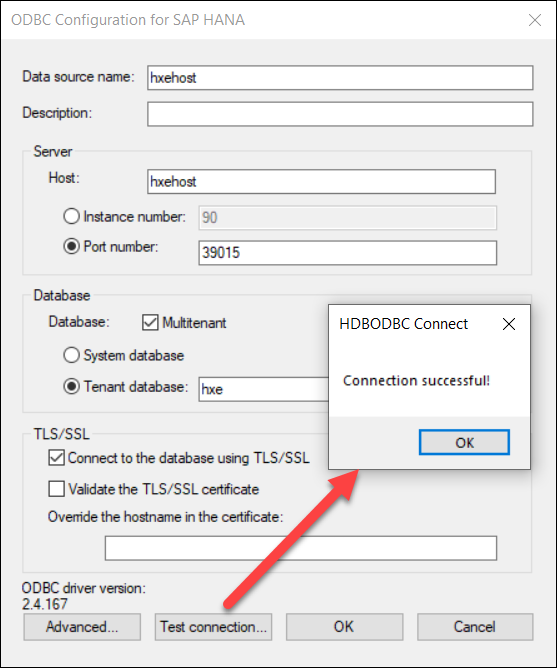 ODBC Configuration for SAP HANA
Data source name: hxehost
Description:
Server
Host: hxehost
Instance number: 90
Port number: 39015
Database
Database: Multitenant
System database
Tenant database: hxe
HDBODBC Connect
Connection successful!
OK
TLS/SSL
Connect to the database using TLS/SSL
Validate the TLS/SSL certificate
Override the hostname in the certificate:
ODBC driver version:
2.4.167
Advanced... Test connection... OK Cancel